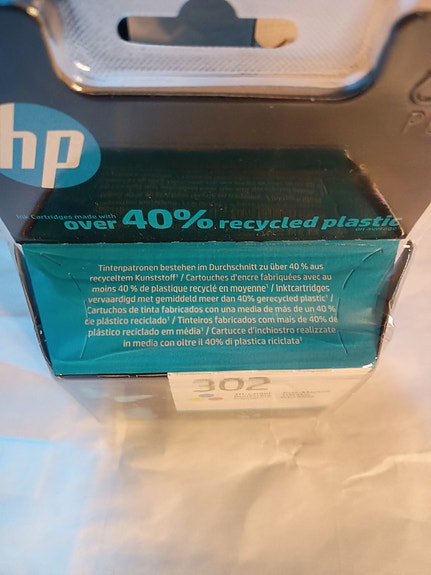 hp
Ink Cartridges made with
over 40% recycled plastic
on average
Tintenpatronen bestehen im Durchschnitt zu über 40 % aus
recyceltem Kunststoff¹ / Cartouches d'encre fabriquées avec au
moins 40 % de plastique recyclé en moyenne¹ / Inktcartridges
vervaardigd met gemiddeld meer dan 40% gerecycled plastic¹ /
Cartuchos de tinta fabricados con una media de más de un 40 %
de plástico reciclado¹ / Tinteiros fabricados com mais de 40% de
plástico reciclado em média¹ / Cartucce d'inchiostro realizzate
in media con oltre il 40% di plastica riciclata¹
302